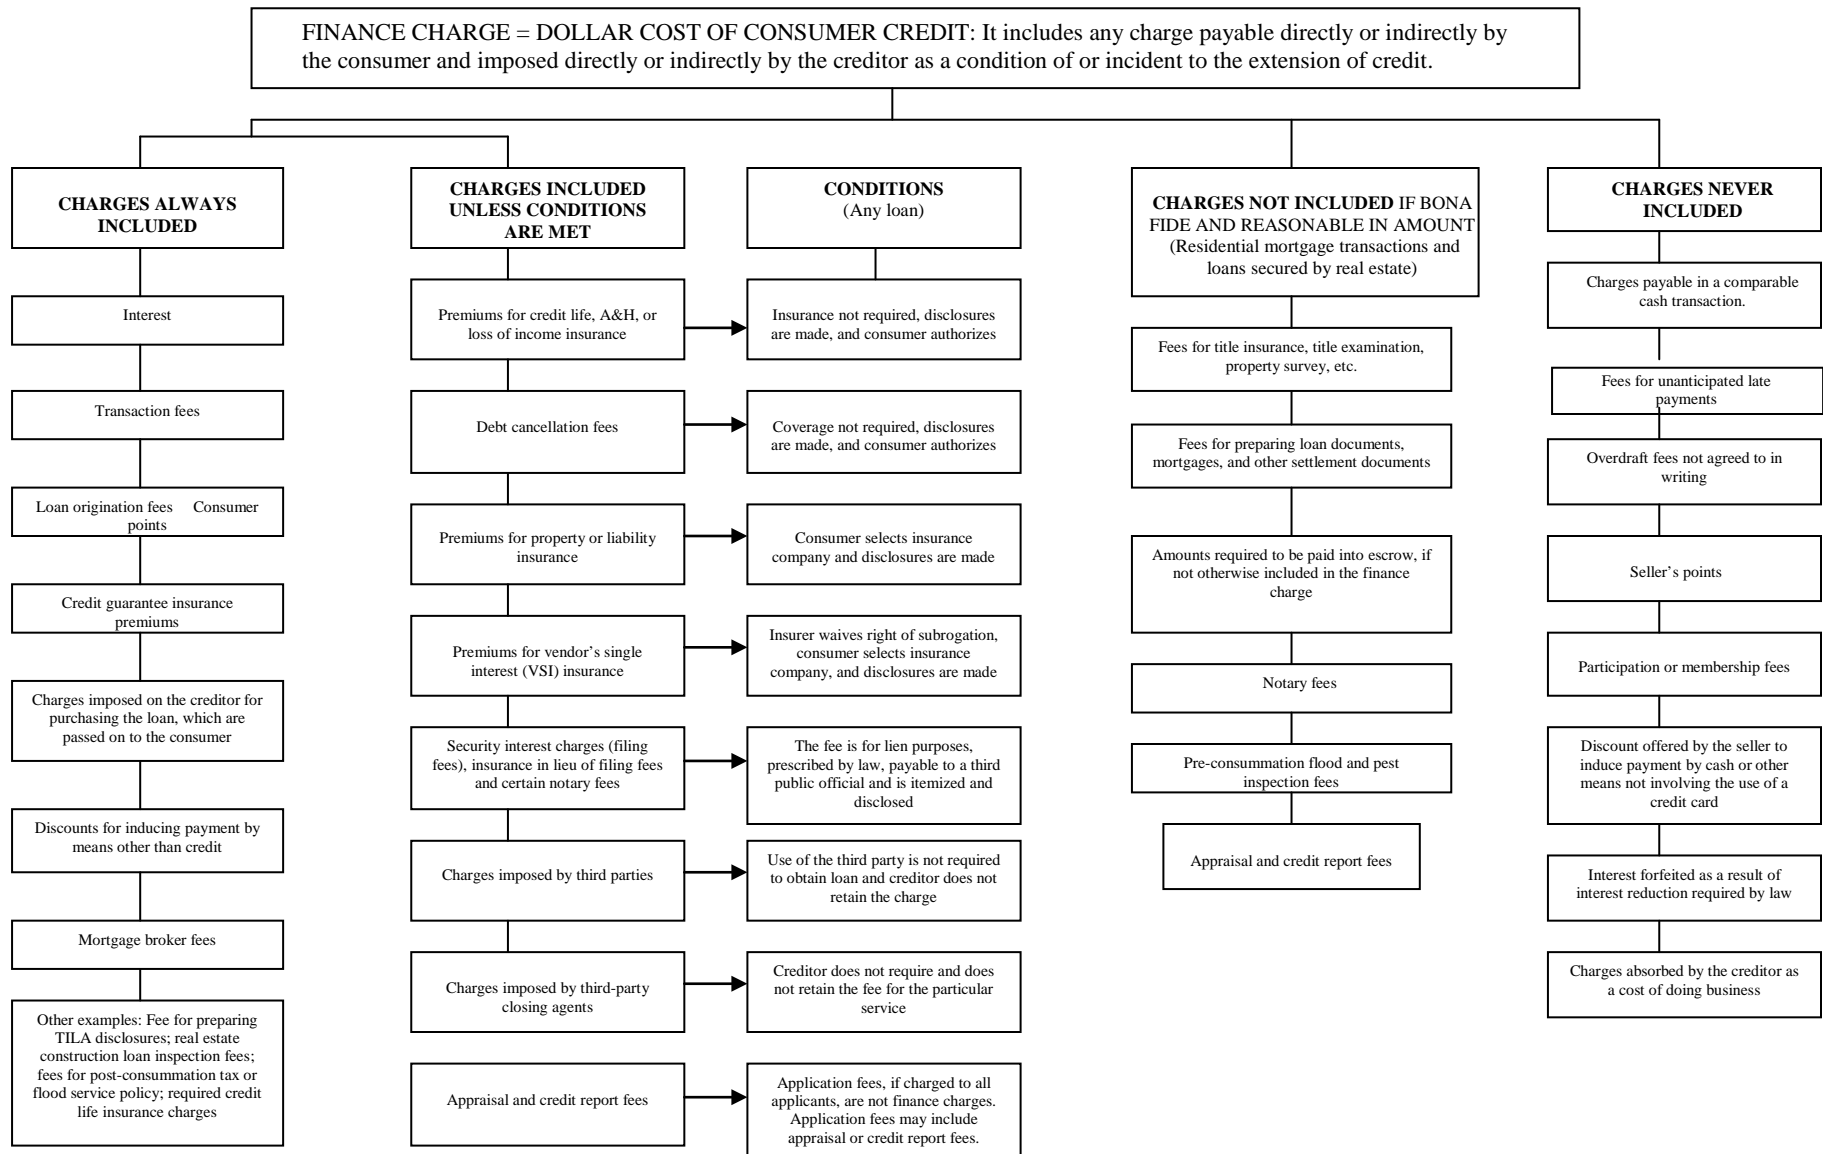 FINANCE CHARGE = DOLLAR COST OF CONSUMER CREDIT: It includes any charge payable directly or indirectly by
the consumer and imposed directly or indirectly by the creditor as a condition of or incident to the extension of credit.
CHARGES ALWAYS
INCLUDED
Interest
Transaction fees
Loan origination fees Consumer
points
Credit guarantee insurance
premiums
Charges imposed on the creditor for
purchasing the loan, which are
passed on to the consumer
Discounts for inducing payment by
means other than credit
Mortgage broker fees
Other examples: Fee for preparing
TILA disclosures; real estate
construction loan inspection fees;
fees for post-consummation tax or
flood service policy; required credit
life insurance charges
CHARGES INCLUDED
UNLESS CONDITIONS
ARE MET
Premiums for credit life, A&H, or
loss of income insurance
Debt cancellation fees
Premiums for property or liability
insurance
Premiums for vendor’s single
interest (VSI) insurance
Security interest charges (filing
fees), insurance in lieu of filing fees
and certain notary fees
Charges imposed by third parties
Charges imposed by third-party
closing agents
Appraisal and credit report fees
CONDITIONS
(Any loan)
Insurance not required, disclosures
are made, and consumer authorizes
Coverage not required, disclosures
are made, and consumer authorizes
Consumer selects insurance
company and disclosures are made
Insurer waives right of subrogation,
consumer selects insurance
company, and disclosures are made
The fee is for lien purposes,
prescribed by law, payable to a third
public official and is itemized and
disclosed
Use of the third party is not required
to obtain loan and creditor does not
retain the charge
Creditor does not require and does
not retain the fee for the particular
service
Application fees, if charged to all
applicants, are not finance charges.
Application fees may include
appraisal or credit report fees.
CHARGES NOT INCLUDED IF BONA
FIDE AND REASONABLE IN AMOUNT
(Residential mortgage transactions and
loans secured by real estate)
Fees for title insurance, title examination,
property survey, etc.
Fees for preparing loan documents,
mortgages, and other settlement documents
Amounts required to be paid into escrow, if
not otherwise included in the finance
charge
Notary fees
Pre-consummation flood and pest
inspection fees
Appraisal and credit report fees
CHARGES NEVER
INCLUDED
Charges payable in a comparable
cash transaction.
Fees for unanticipated late
payments
Overdraft fees not agreed to in
writing
Seller’s points
Participation or membership fees
Discount offered by the seller to
induce payment by cash or other
means not involving the use of a
credit card
Interest forfeited as a result of
interest reduction required by law
Charges absorbed by the creditor as
a cost of doing business